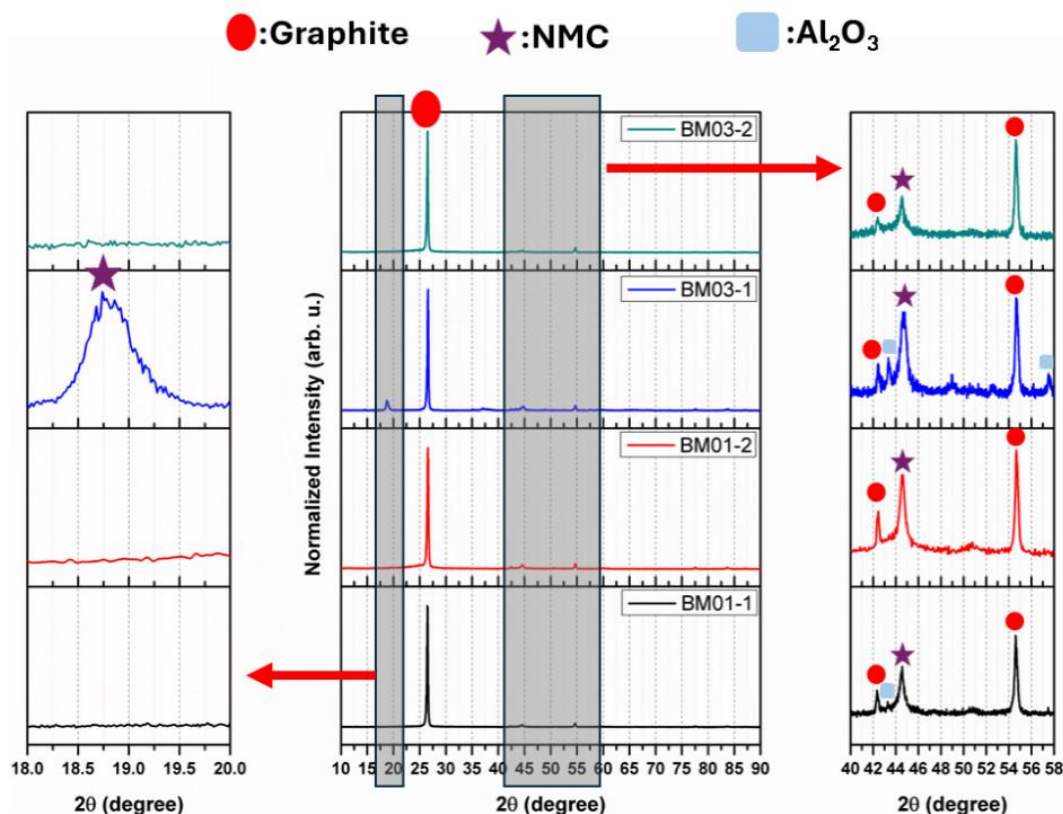 :Graphite :NMC :Al₂O₃
BM03-2
BM03-1
BM01-2
BM01-1
Normalized Intensity (arb. u.)
18.0 18.5 19.0 19.5 20.0
10 15 20 25 30 35 40 45 50 55 60 65 70 75 80 85 90
40 42 44 46 48 50 52 54 56 58
2θ (degree) 2θ (degree) 2θ (degree)